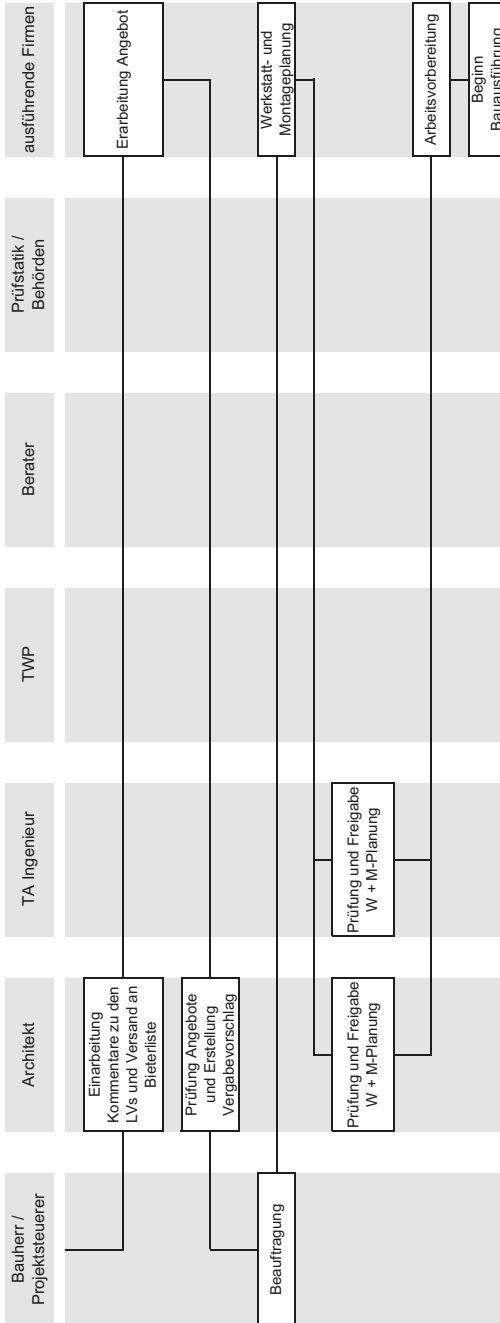 Bauherr /
Projektsteuerer
Architekt
TA Ingenieur
TWP
Berater
Prüfstatik /
Behörden
ausführende Firmen
Einarbeitung
Kommentare zu den
LVs und Versand an
Bieterliste
Erarbeitung Angebot
Prüfung Angebote
und Erstellung
Vergabevorschlag
Beauftragung
Werkstatt- und
Montageplanung
Prüfung und Freigabe
W + M-Planung
Prüfung und Freigabe
W + M-Planung
Arbeitsvorbereitung
Beginn
Bauausführung